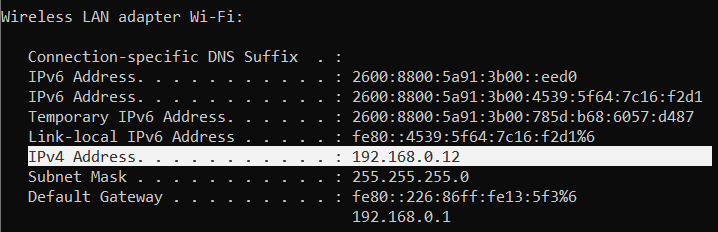 Wireless LAN adapter Wi-Fi:
Connection-specific DNS Suffix  . :
IPv6 Address. . . . . . . . . . . : 2600:8800:5a91:3b00::eed0
IPv6 Address. . . . . . . . . . . : 2600:8800:5a91:3b00:4539:5f64:7c16:f2d1
Temporary IPv6 Address. . . . . . : 2600:8800:5a91:3b00:785d:b68:6057:d487
Link-local IPv6 Address . . . . . : fe80::4539:5f64:7c16:f2d1%6
IPv4 Address. . . . . . . . . . . : 192.168.0.12
Subnet Mask . . . . . . . . . . . : 255.255.255.0
Default Gateway . . . . . . . . . : fe80::226:86ff:fe13:5f3%6
192.168.0.1